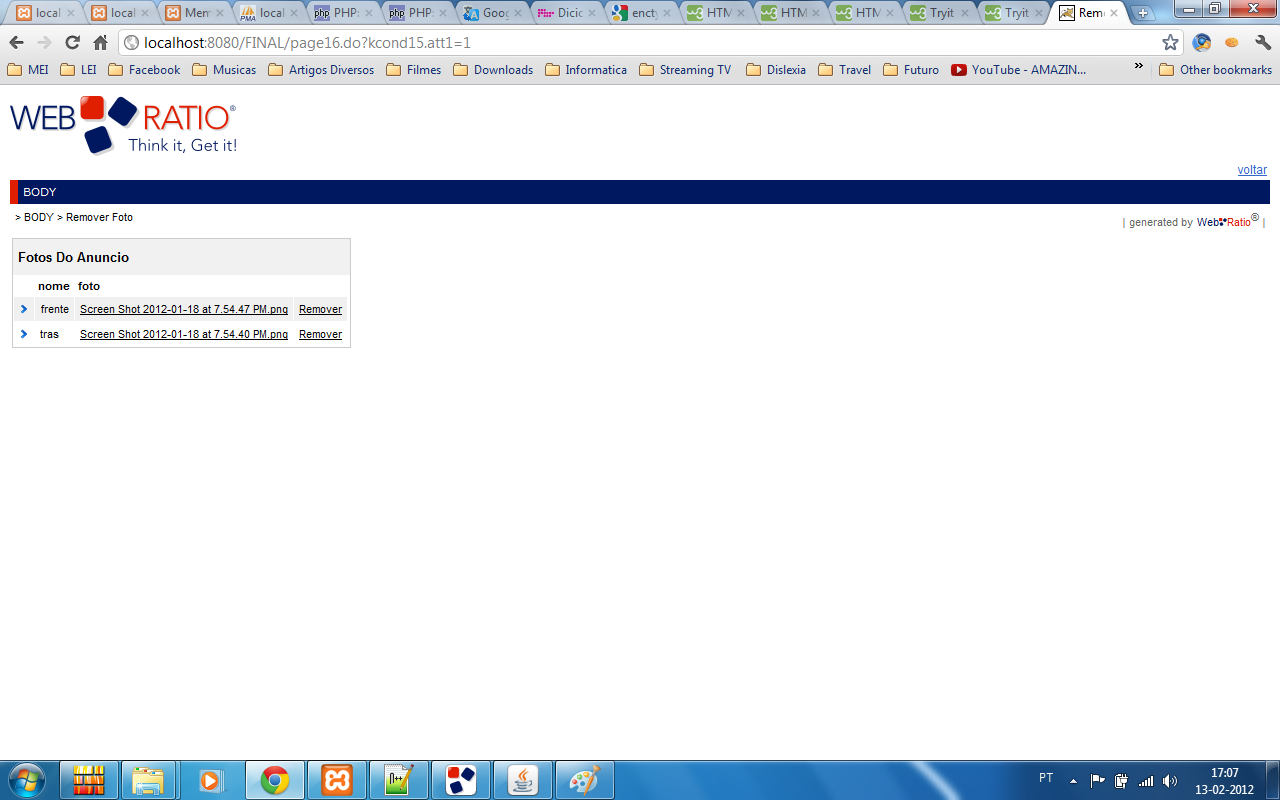 local local Mem local PHP: PHP: Goog Dicio encty HTM HTM HTM Tryit Tryit Rem
localhost:8080/FINAL/page16.do?kcond15.att1=1
MEI LEI Facebook Musicas Artigos Diversos Filmes Downloads Informatica Streaming TV Dislexia Travel Futuro YouTube - AMAZIN... » Other bookmarks
WEB RATIO®
Think it, Get it!
voltar
BODY
> BODY > Remover Foto
| generated by WebRatio® |
Fotos Do Anuncio
nome foto
frente Screen Shot 2012-01-18 at 7.54.47 PM.png Remover
tras Screen Shot 2012-01-18 at 7.54.40 PM.png Remover
PT 17:07
13-02-2012